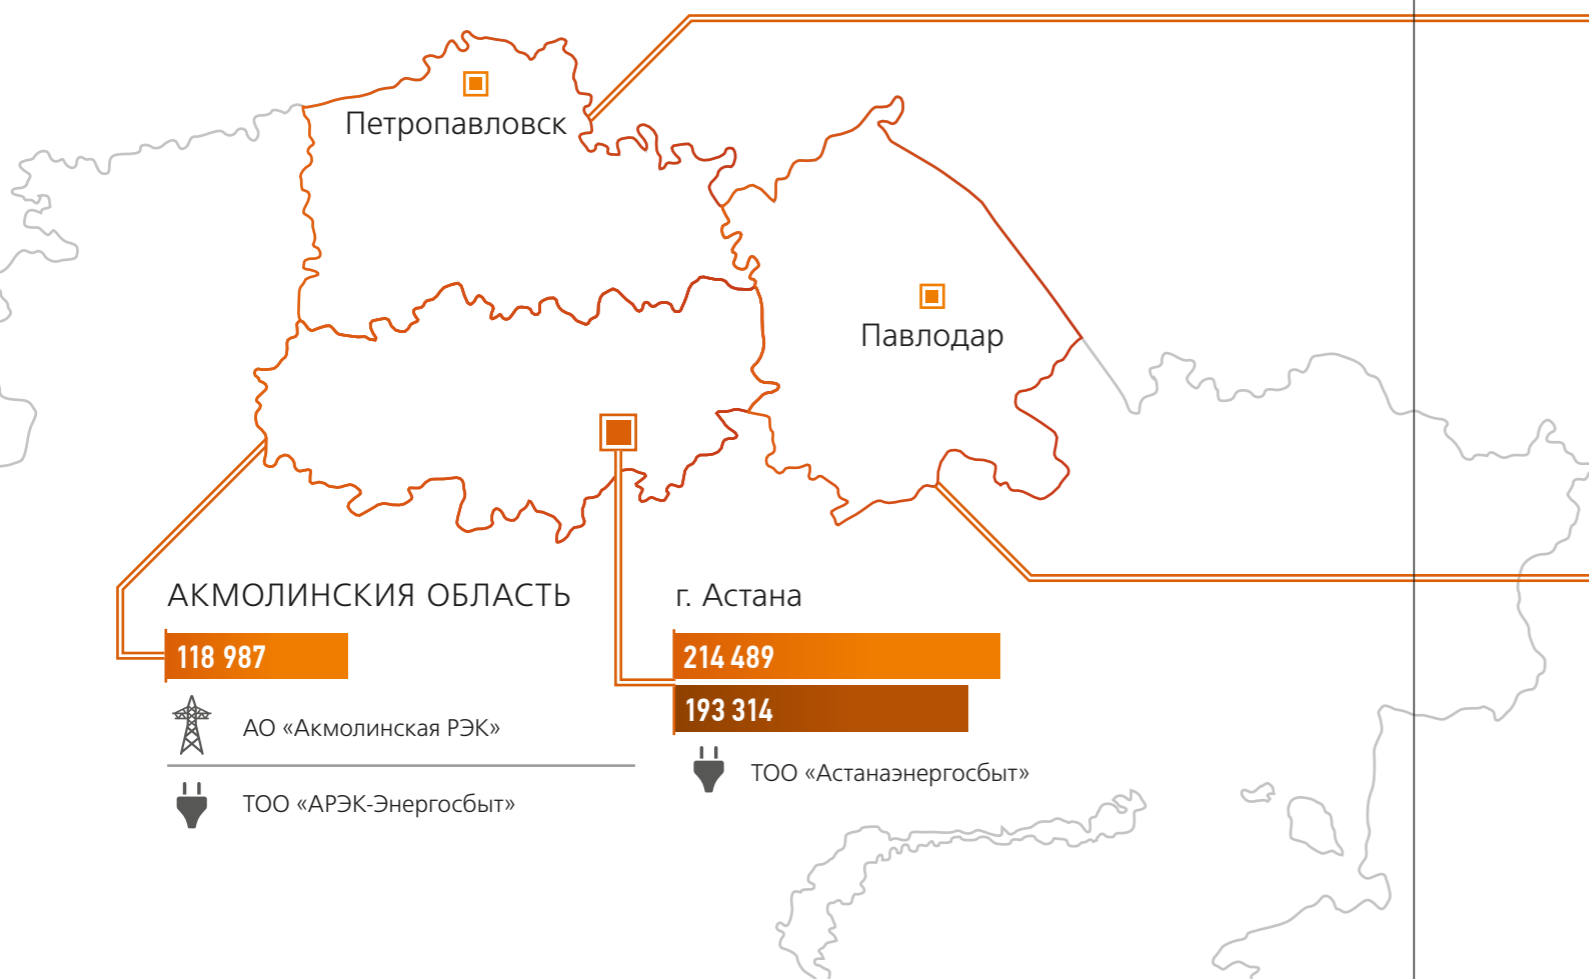 Петропавловск
Павлодар
АКМОЛИНСКИЯ ОБЛАСТЬ
118 987
АО «Акмолинская РЭК»
ТОО «АРЭК-Энергосбыт»
г. Астана
214 489
193 314
ТОО «Астанаэнергосбыт»